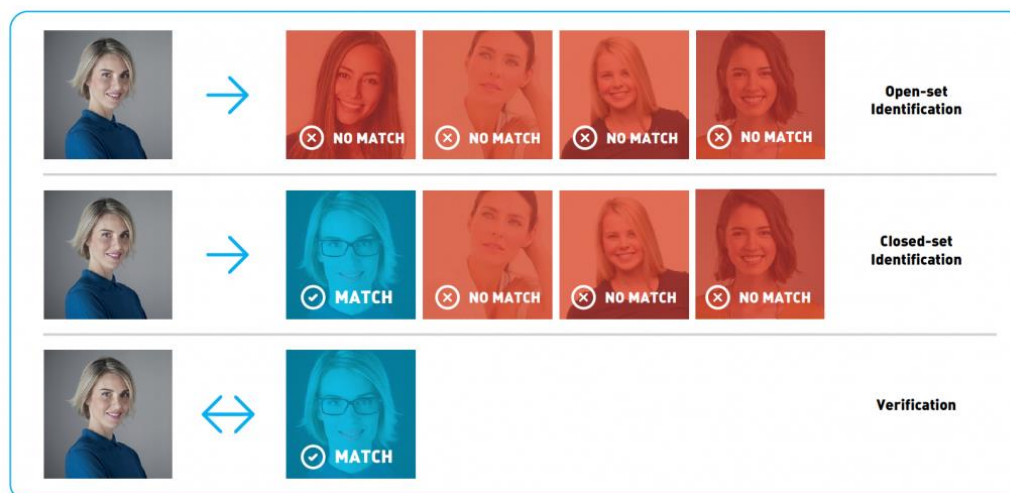 NO MATCH
NO MATCH
NO MATCH
NO MATCH
Open-set
Identification
MATCH
NO MATCH
NO MATCH
NO MATCH
Closed-set
Identification
MATCH
Verification